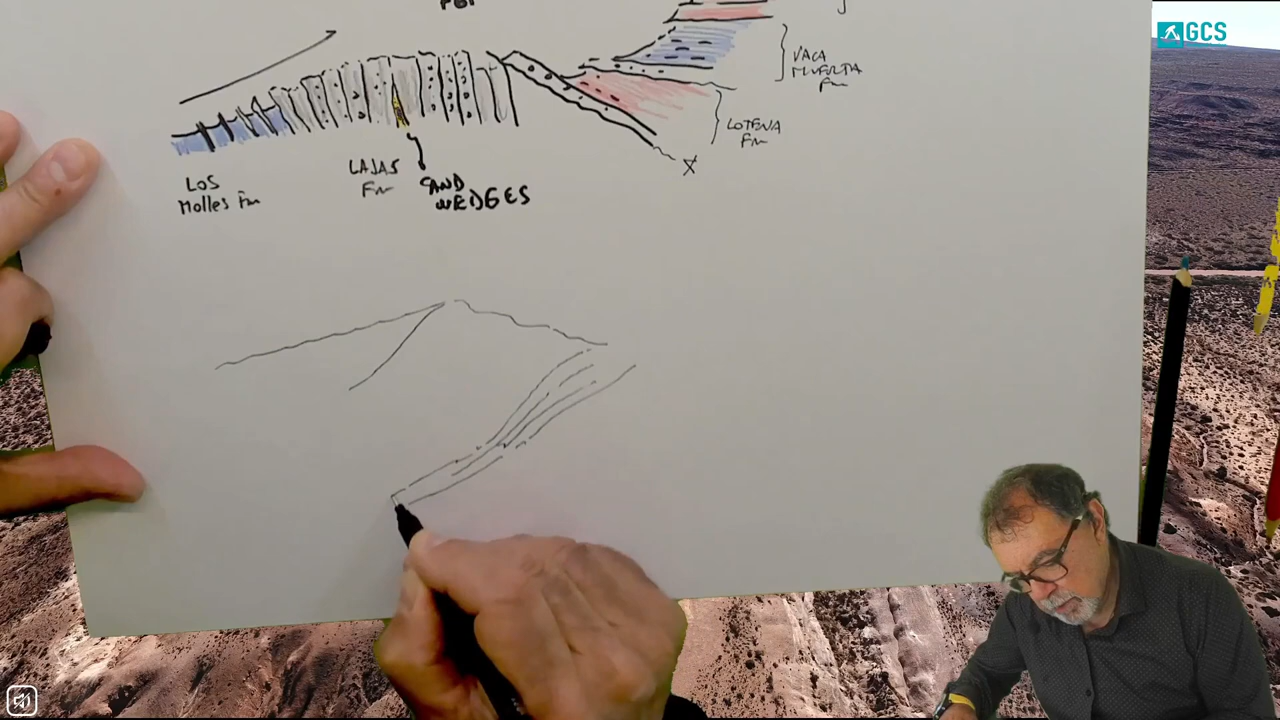 GCS
VACA
MUERTA
Fm
LOTENA
Fm
LAJAS
Fm
SAND
WEDGES
LOS
Molles Fm
X